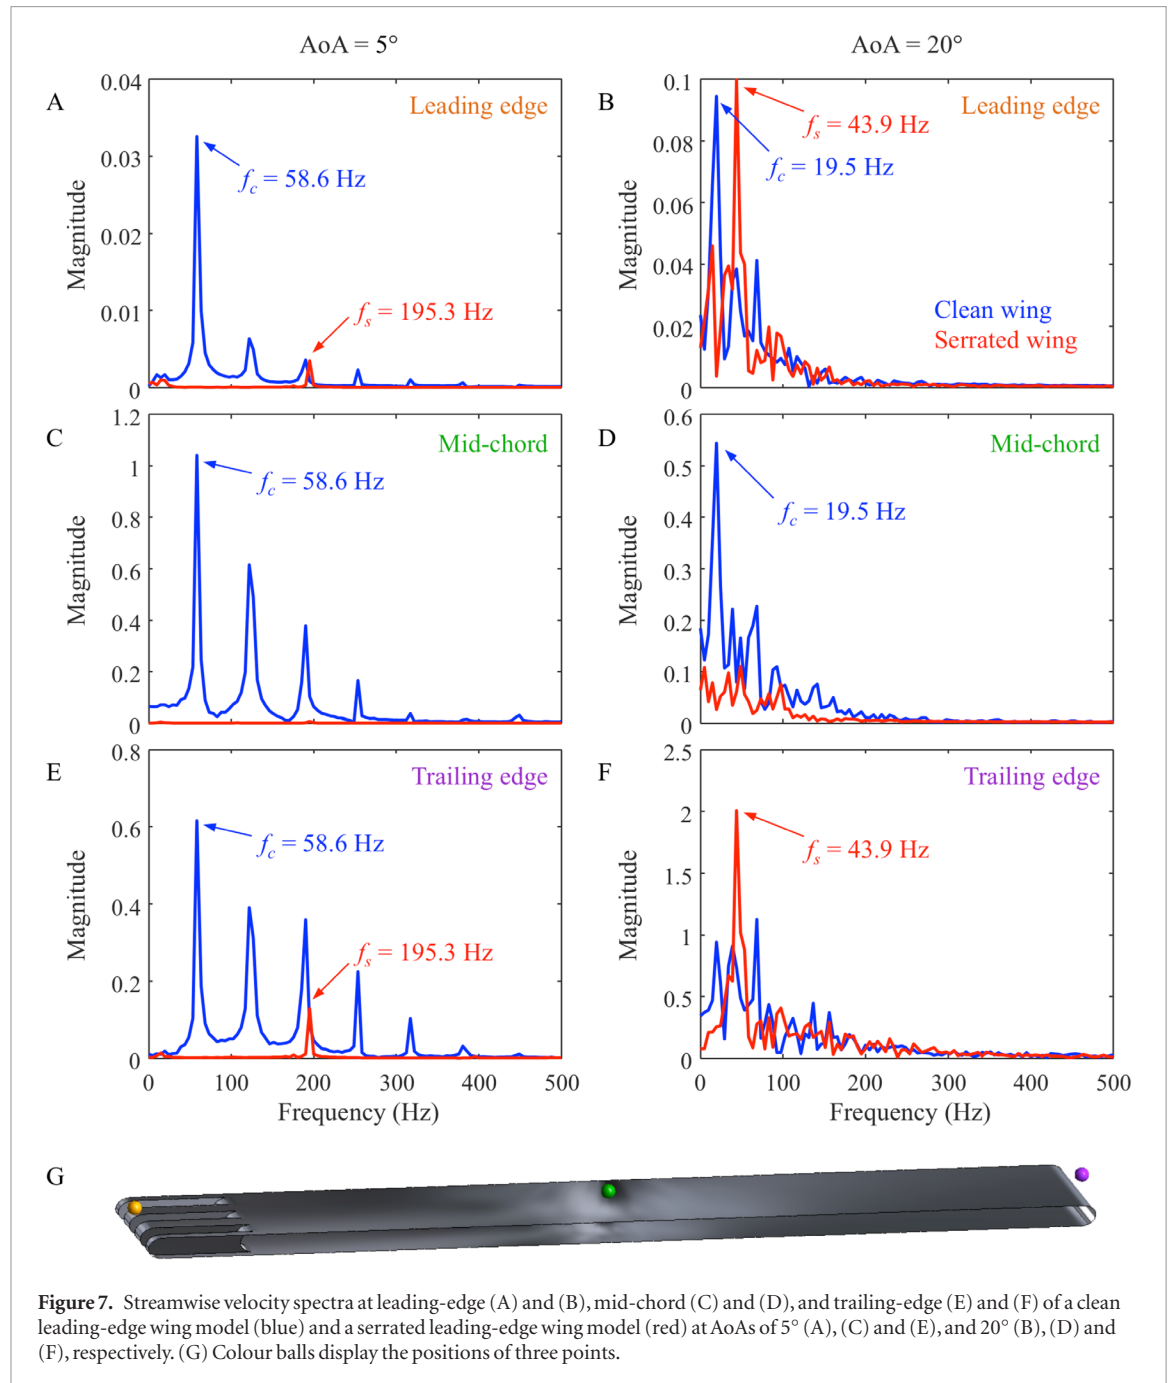 AoA = 5°
AoA = 20°
A
Leading edge
0.04
0.03
0.02
0.01
0
Magnitude
f_c = 58.6 Hz
f_s = 195.3 Hz
B
Leading edge
0.1
0.08
0.06
0.04
0.02
0
Magnitude
f_s = 43.9 Hz
f_c = 19.5 Hz
Clean wing
Serrated wing
C
Mid-chord
1.2
1
0.8
0.6
0.4
0.2
0
Magnitude
f_c = 58.6 Hz
D
Mid-chord
0.6
0.5
0.4
0.3
0.2
0.1
0
Magnitude
f_c = 19.5 Hz
E
Trailing edge
0.8
0.6
0.4
0.2
0
Magnitude
f_c = 58.6 Hz
f_s = 195.3 Hz
0 100 200 300 400 500
Frequency (Hz)
F
Trailing edge
2.5
2
1.5
1
0.5
0
Magnitude
f_s = 43.9 Hz
0 100 200 300 400 500
Frequency (Hz)
G
Figure 7. Streamwise velocity spectra at leading-edge (A) and (B), mid-chord (C) and (D), and trailing-edge (E) and (F) of a clean
leading-edge wing model (blue) and a serrated leading-edge wing model (red) at AoAs of 5° (A), (C) and (E), and 20° (B), (D) and
(F), respectively. (G) Colour balls display the positions of three points.